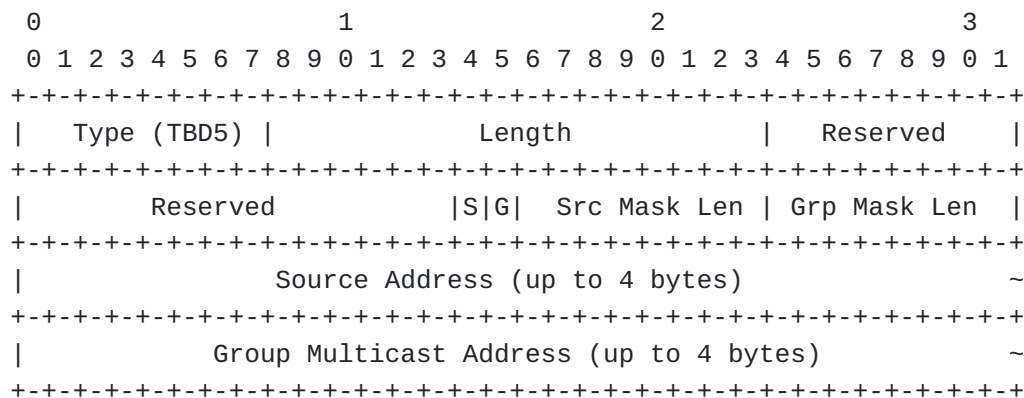 0                   1                   2                   3
 0 1 2 3 4 5 6 7 8 9 0 1 2 3 4 5 6 7 8 9 0 1 2 3 4 5 6 7 8 9 0 1
+-+-+-+-+-+-+-+-+-+-+-+-+-+-+-+-+-+-+-+-+-+-+-+-+-+-+-+-+-+-+-+-+
|   Type (TBD5) |             Length            |   Reserved    |
+-+-+-+-+-+-+-+-+-+-+-+-+-+-+-+-+-+-+-+-+-+-+-+-+-+-+-+-+-+-+-+-+
|        Reserved           |S|G|  Src Mask Len | Grp Mask Len  |
+-+-+-+-+-+-+-+-+-+-+-+-+-+-+-+-+-+-+-+-+-+-+-+-+-+-+-+-+-+-+-+-+
|                Source Address (up to 4 bytes)                 ~
+-+-+-+-+-+-+-+-+-+-+-+-+-+-+-+-+-+-+-+-+-+-+-+-+-+-+-+-+-+-+-+-+
|            Group Multicast Address (up to 4 bytes)            ~
+-+-+-+-+-+-+-+-+-+-+-+-+-+-+-+-+-+-+-+-+-+-+-+-+-+-+-+-+-+-+-+-+